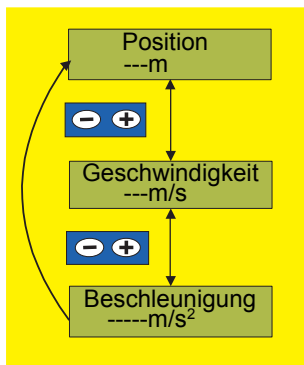 Position
---m
− +
Geschwindigkeit
---m/s
− +
Beschleunigung
-----m/s²